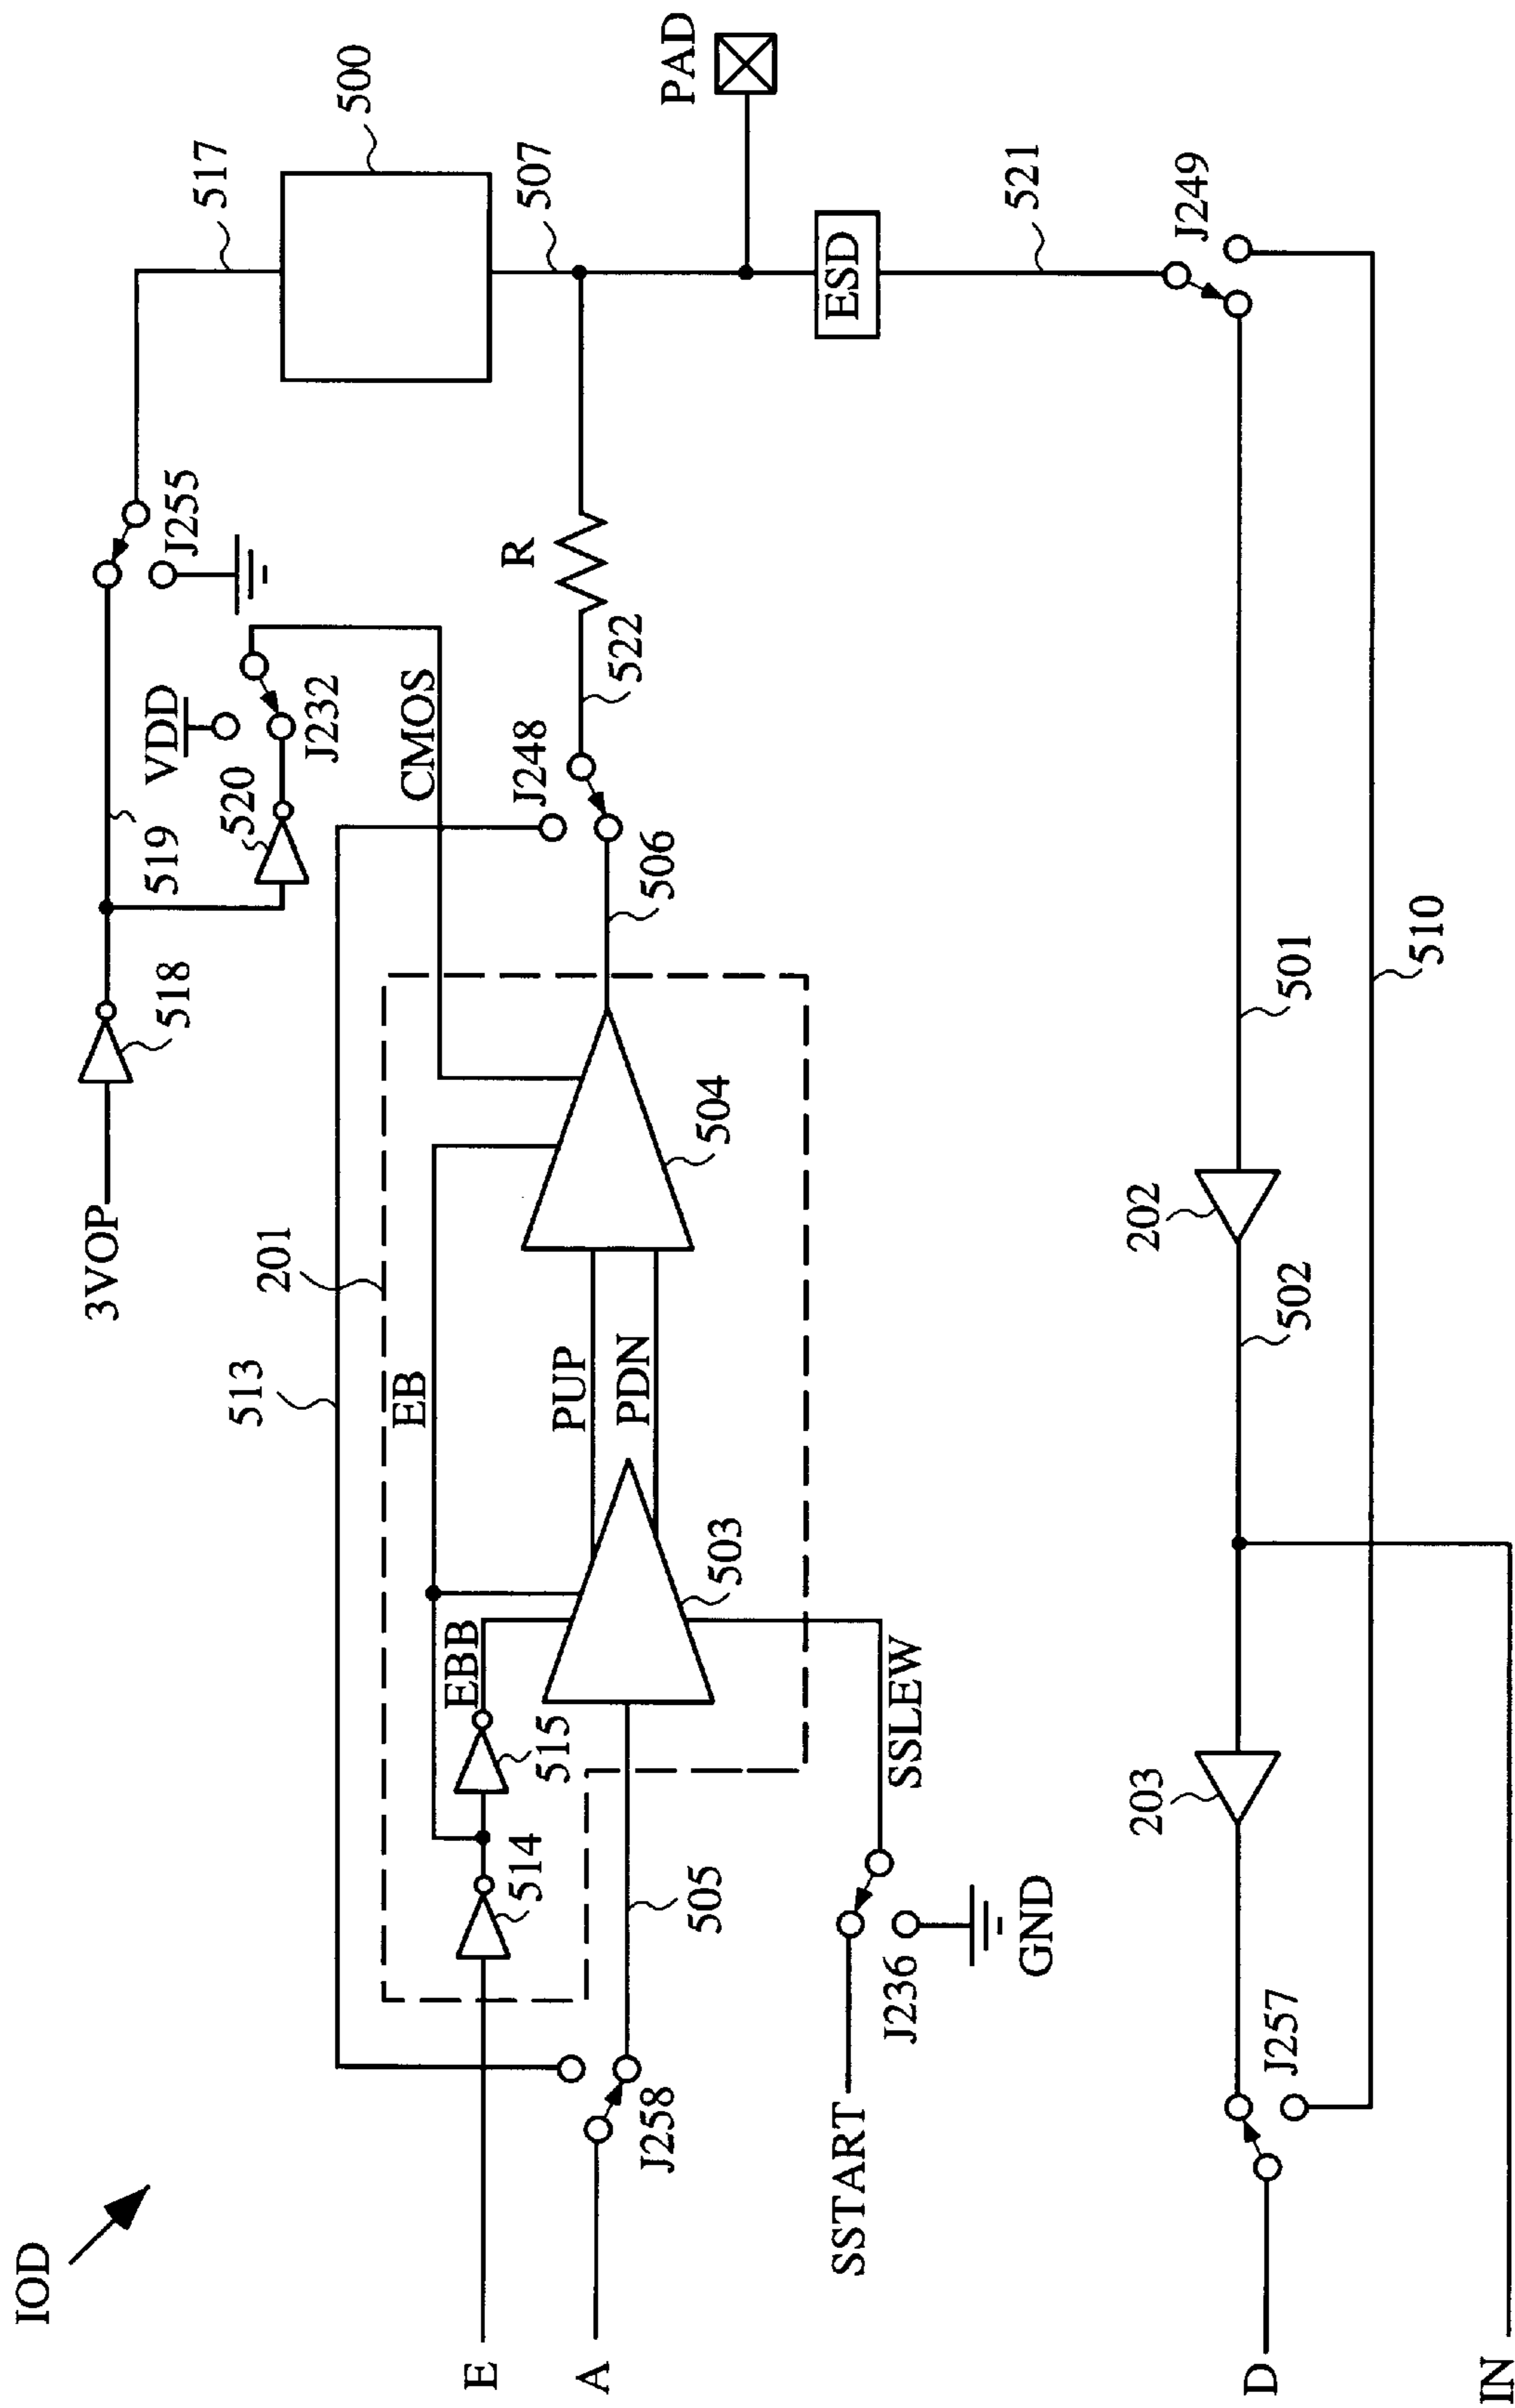 IOD
3VOP
518
519
520
VDD
J232
J255
517
500
507
PAD
513
201
EB
EBB
514
515
PUP
PDN
503
504
CMOS
506
J248
522
R
E
A
J258
505
SSTART
J236
GND
SSLEW
ESD
521
J249
D
J257
203
502
202
501
510
IN